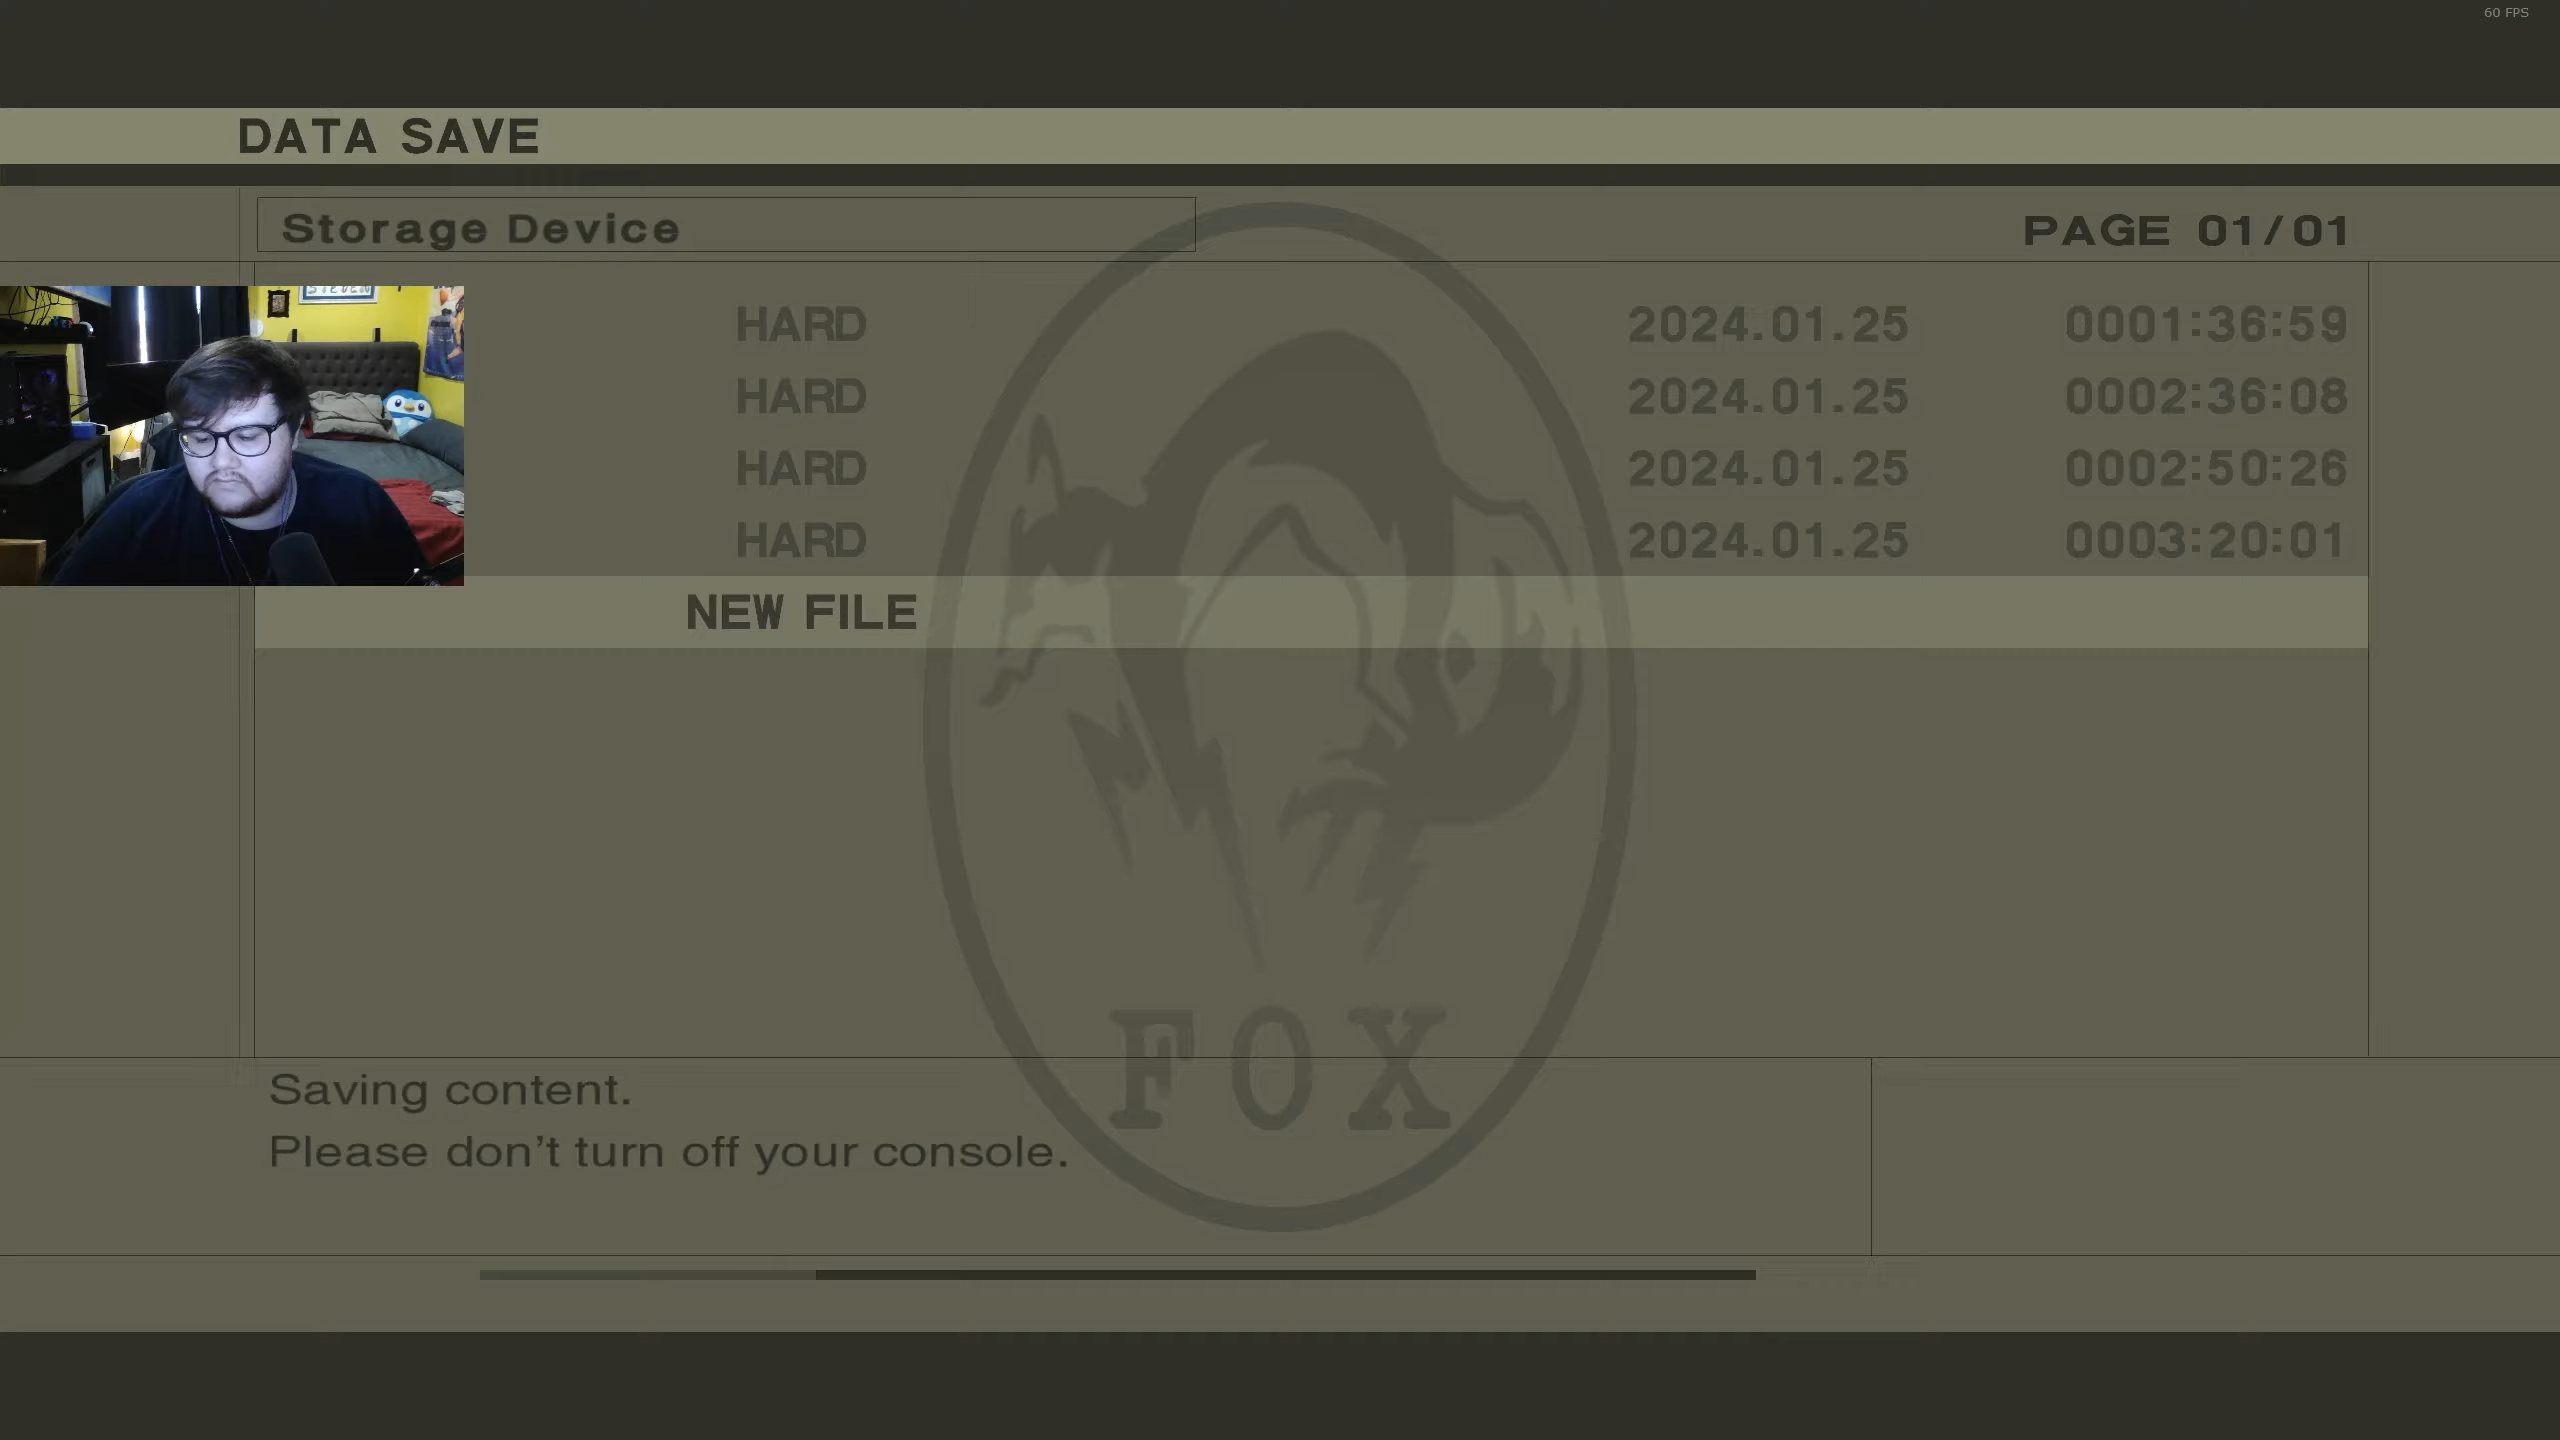 60 FPS
DATA SAVE
Storage Device
PAGE 01/01
HARD 2024.01.25 0001:36:59
HARD 2024.01.25 0002:36:08
HARD 2024.01.25 0002:50:26
HARD 2024.01.25 0003:20:01
NEW FILE
FOX
Saving content.
Please don't turn off your console.